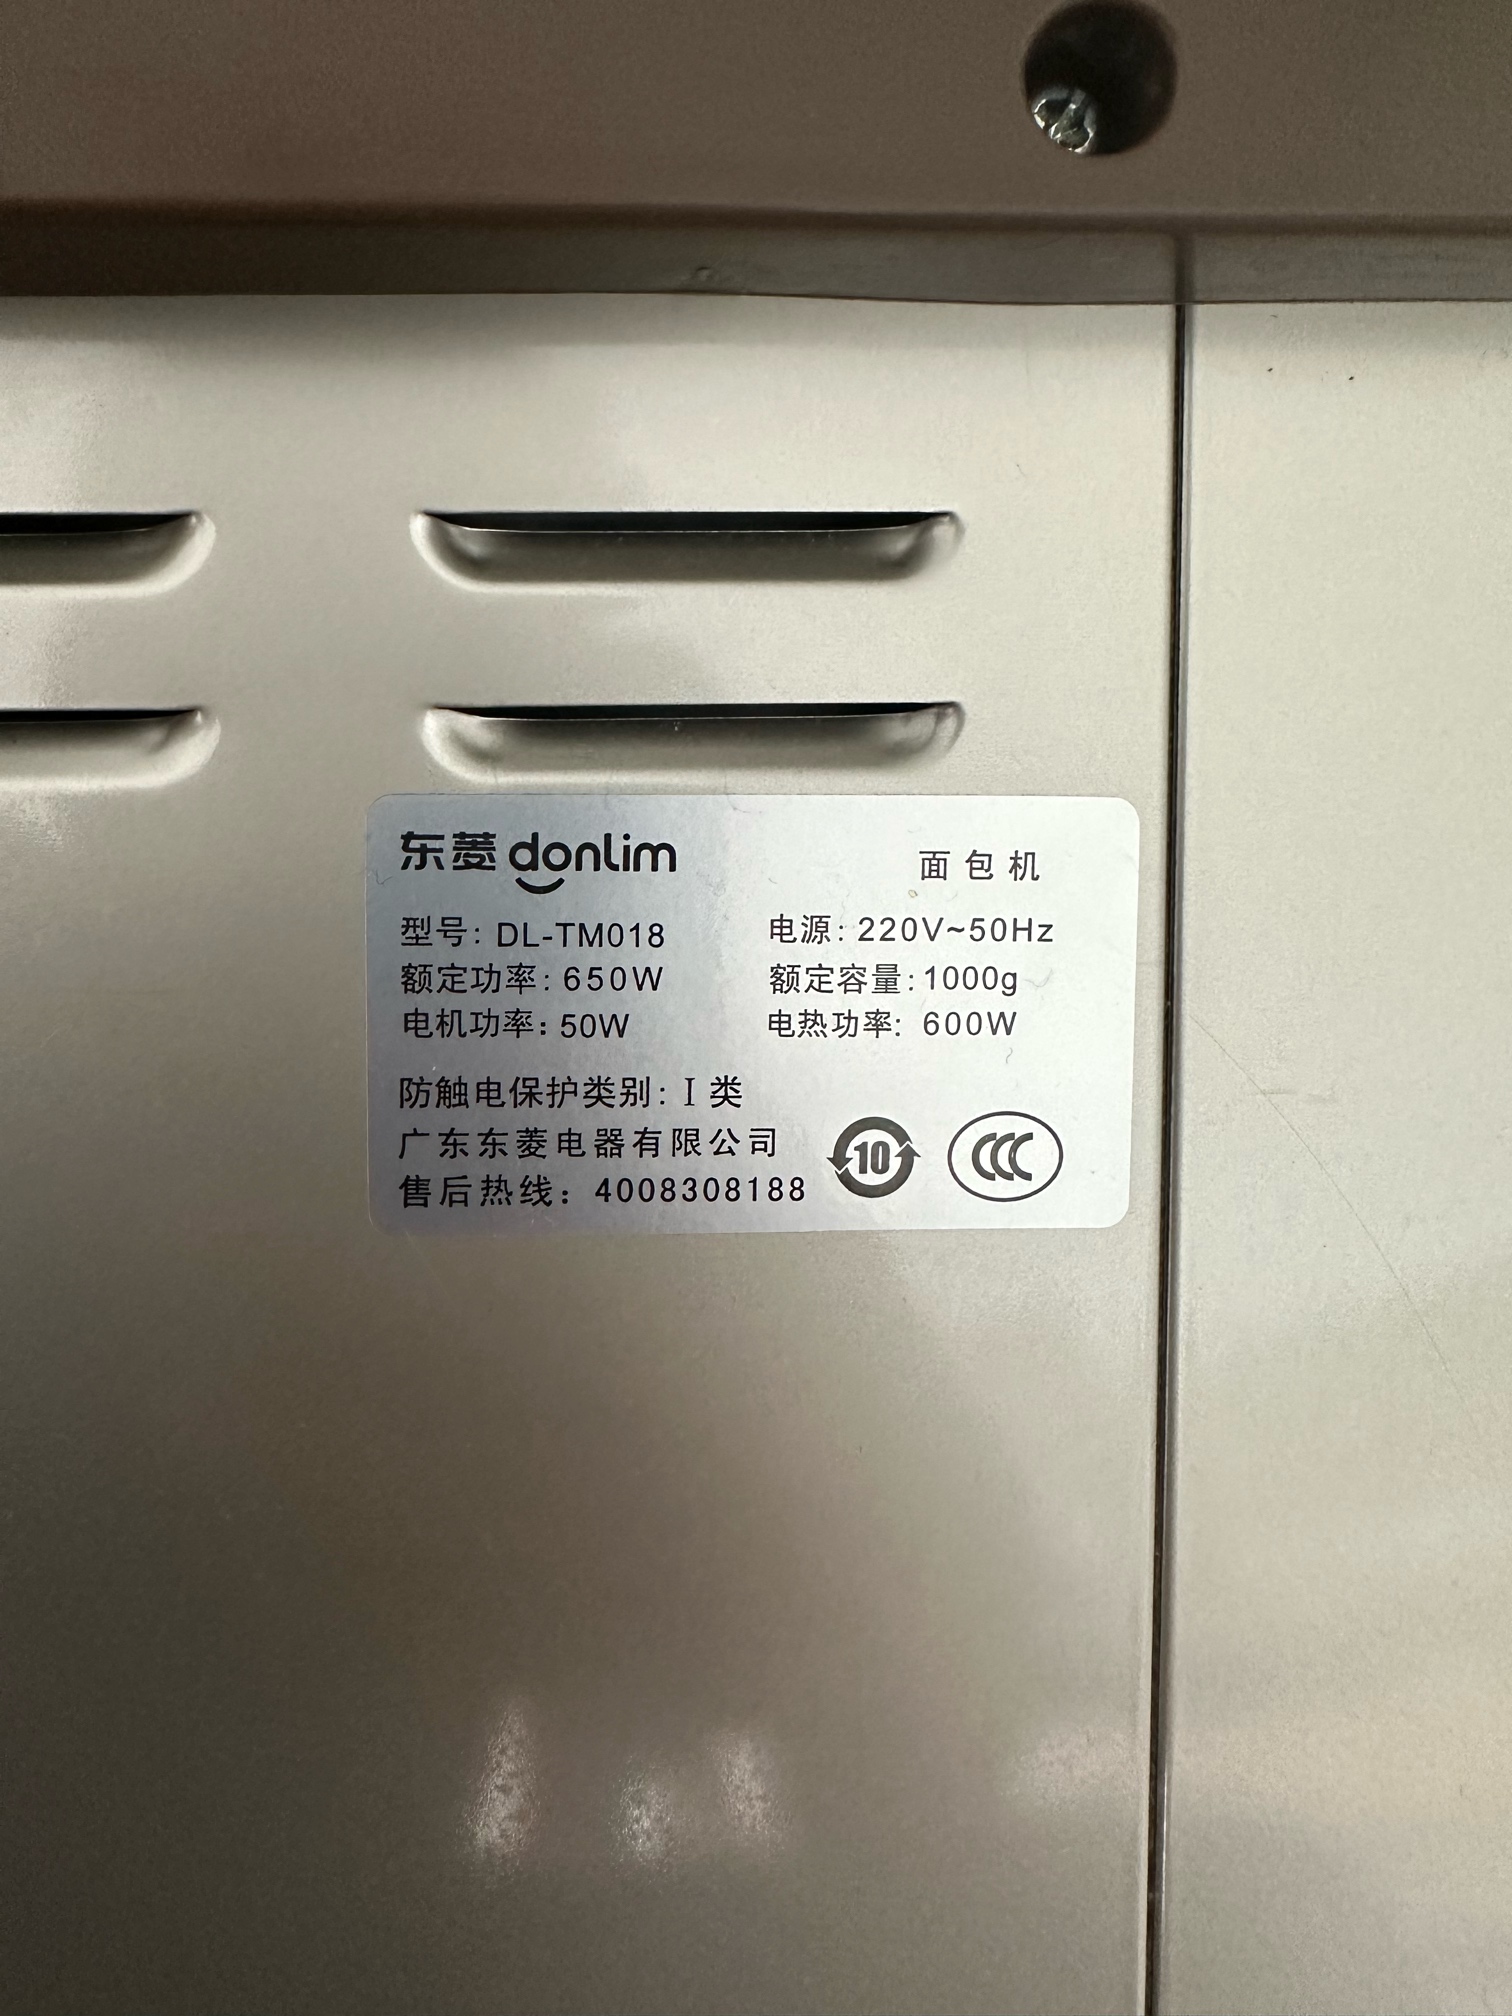 东菱 donlim 面包机
型号: DL-TM018 电源: 220V~50Hz
额定功率: 650W 额定容量: 1000g
电机功率: 50W 电热功率: 600W
防触电保护类别: I 类
广东东菱电器有限公司
售后热线: 4008308188
10 CCC